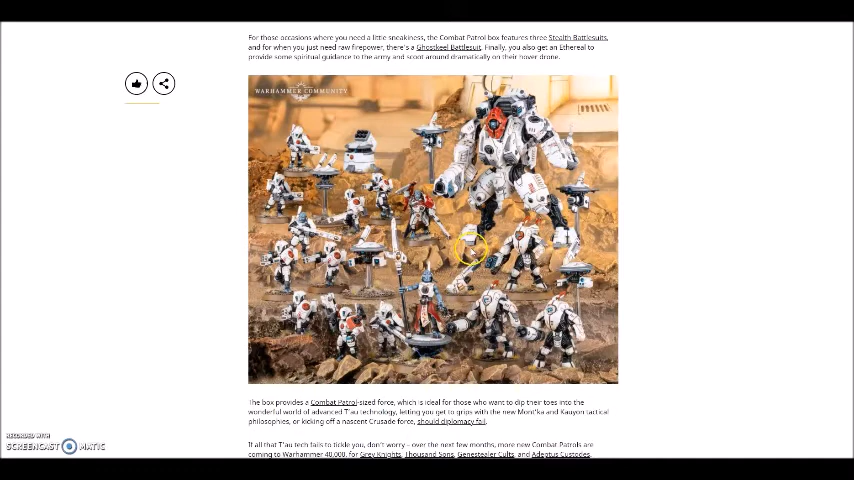 For those occasions where you need a little sneakiness, the Combat Patrol box features three Stealth Battlesuits,
and for when you just need raw firepower, there's a Ghostkeel Battlesuit. Finally, you also get an Ethereal to
provide some spiritual guidance to the army and scoot around dramatically on their hover drone.
WARHAMMER COMMUNITY
The box provides a Combat Patrol-sized force, which is ideal for those who want to dip their toes into the
wonderful world of advanced T'au technology, letting you get to grips with the new Mont'ka and Kauyon tactical
philosophies, or kicking off a nascent Crusade force, should diplomacy fail.
If all that T'au tech fails to tickle you, don't worry – over the next few months, more new Combat Patrols are
coming to Warhammer 40,000, for Grey Knights, Thousand Sons, Genestealer Cults, and Adeptus Custodes.
RECORDED WITH
SCREENCAST MATIC